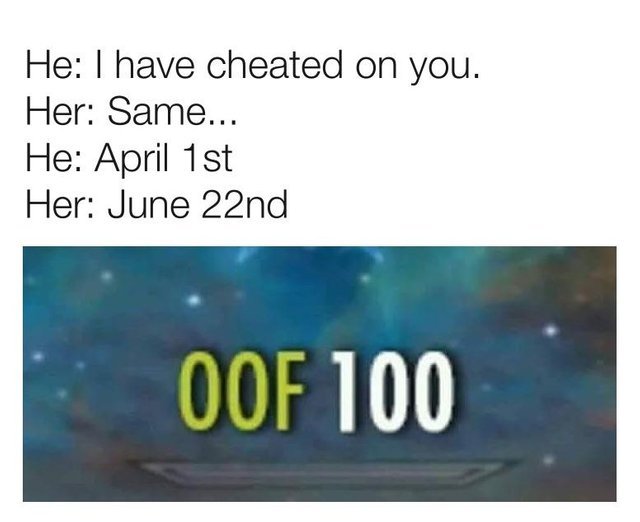 He: I have cheated on you.
Her: Same...
He: April 1st
Her: June 22nd
OOF 100